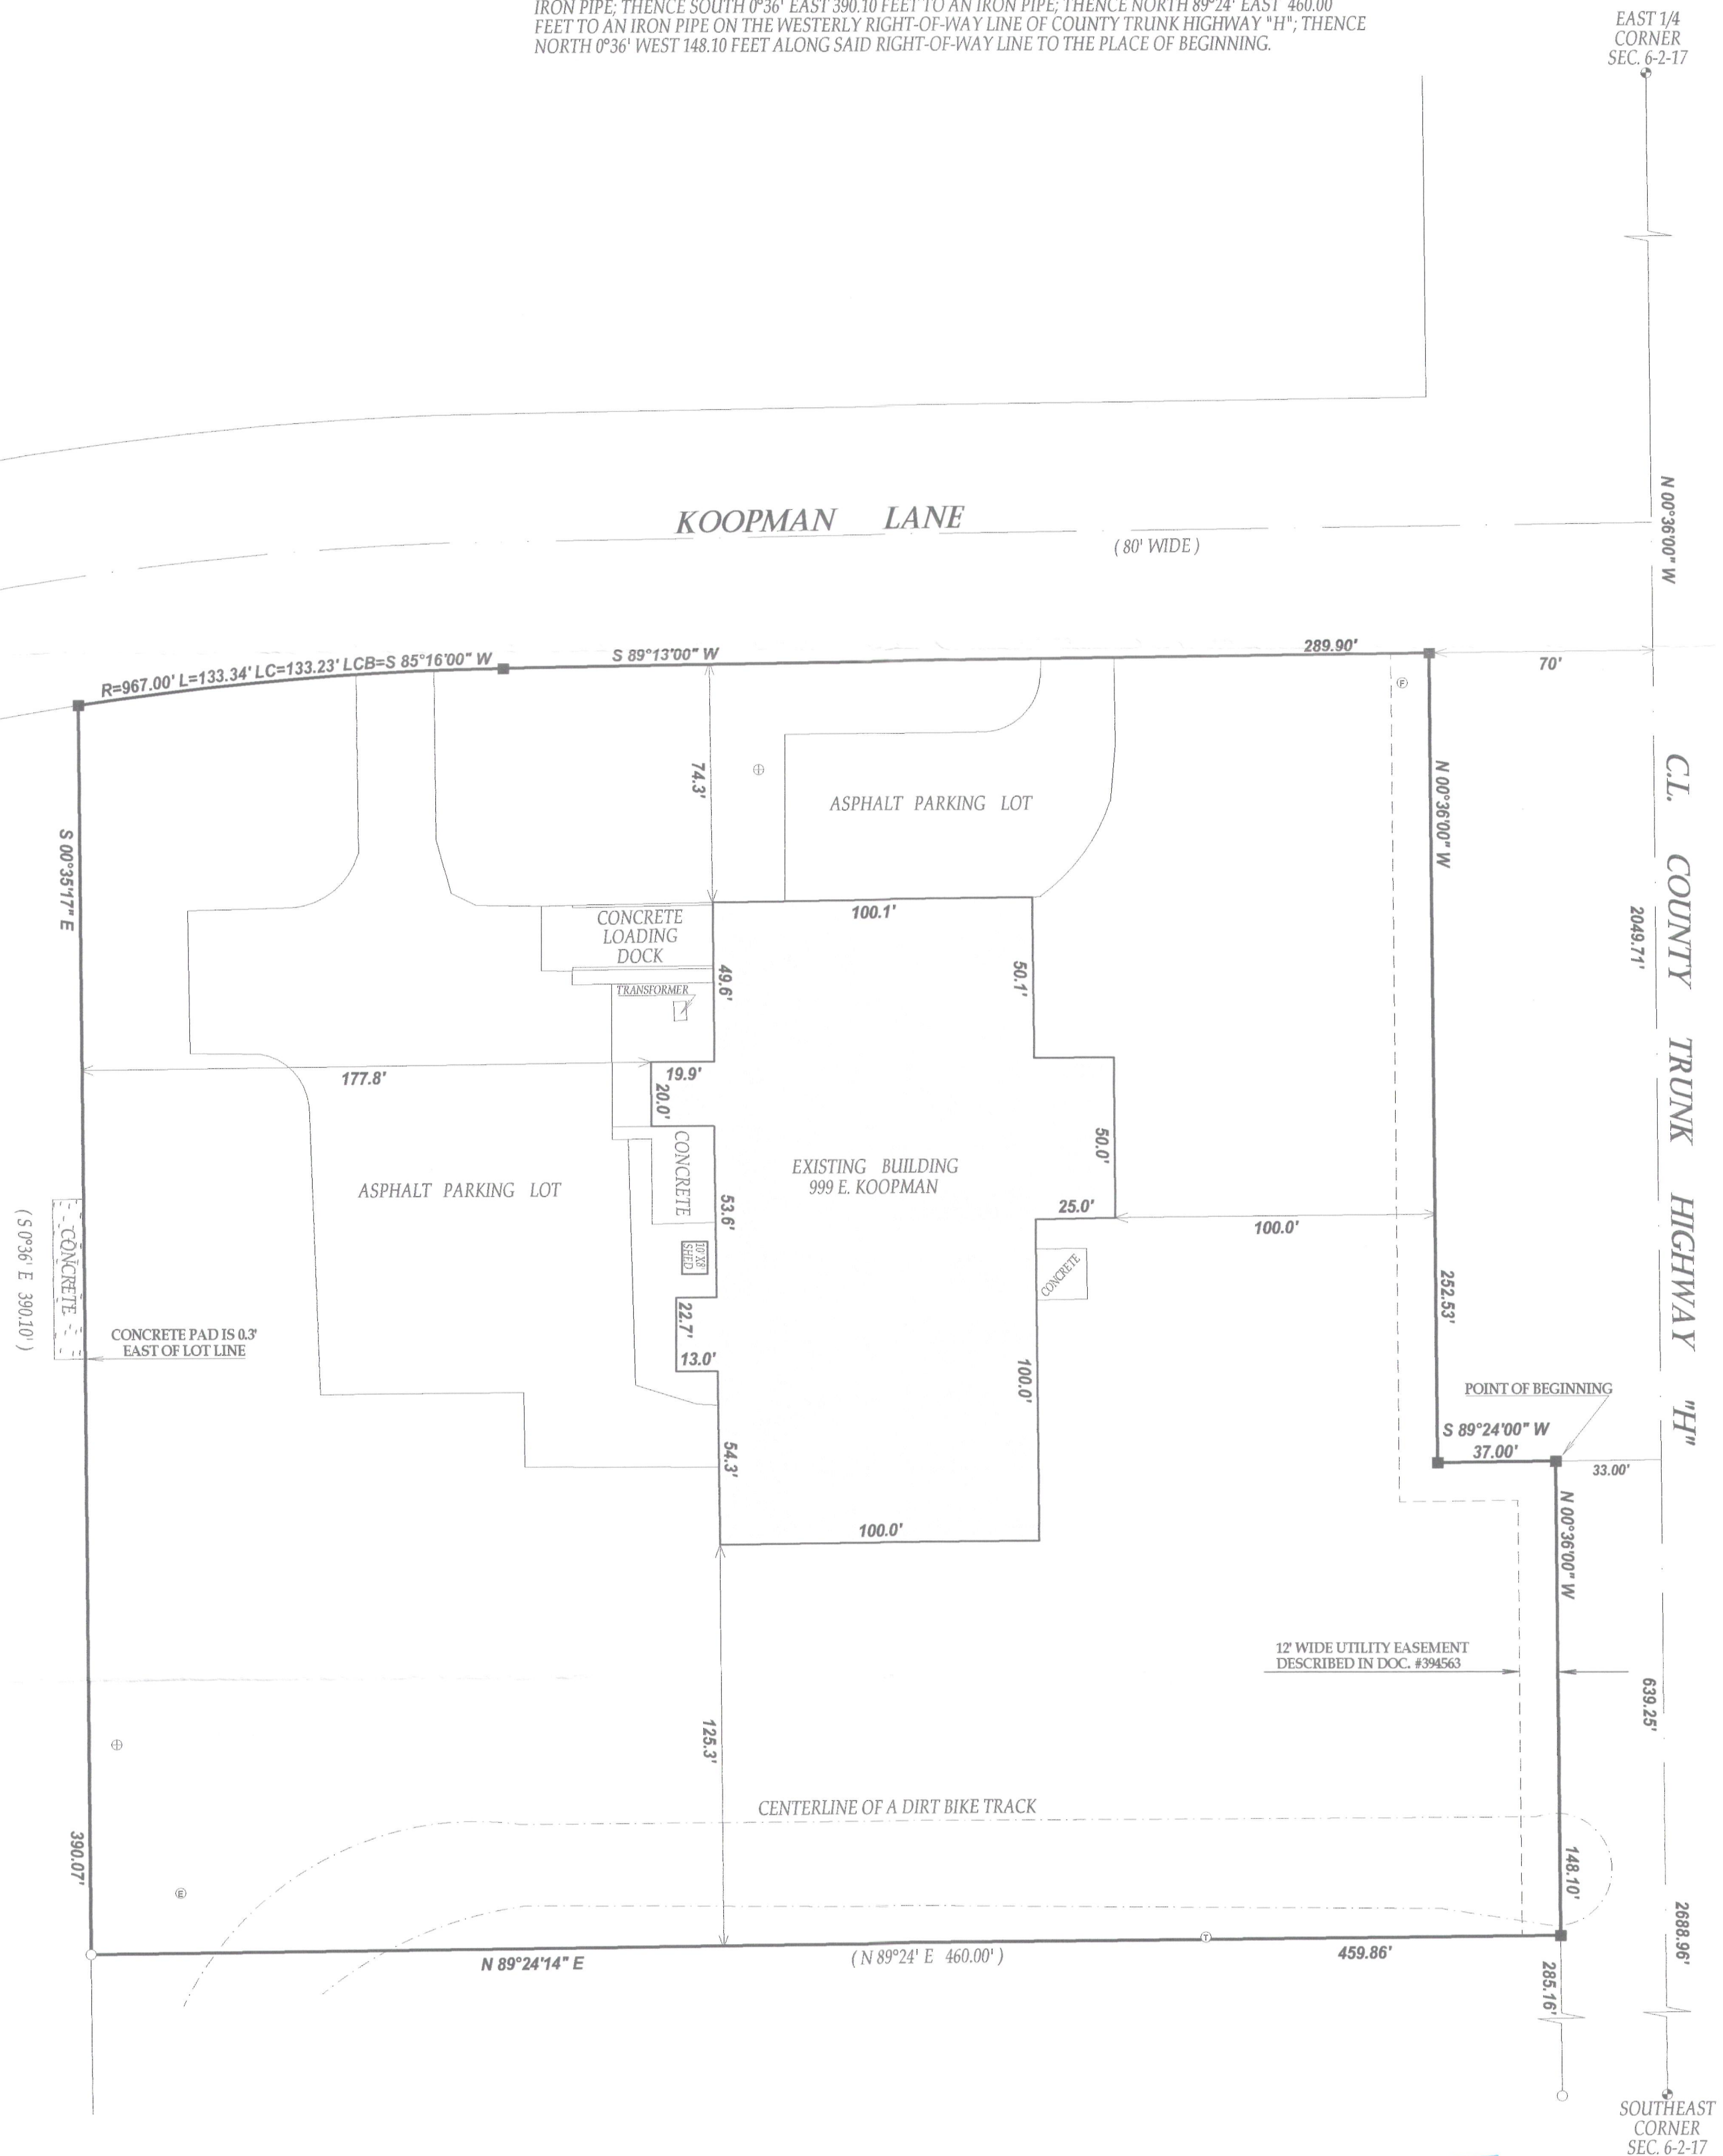 IRON PIPE; THENCE SOUTH 0°36' EAST 390.10 FEET TO AN IRON PIPE; THENCE NORTH 89°24' EAST 460.00
FEET TO AN IRON PIPE ON THE WESTERLY RIGHT-OF-WAY LINE OF COUNTY TRUNK HIGHWAY "H"; THENCE
NORTH 0°36' WEST 148.10 FEET ALONG SAID RIGHT-OF-WAY LINE TO THE PLACE OF BEGINNING.
EAST 1/4
CORNER
SEC. 6-2-17
N 00°36'00" W
KOOPMAN LANE
( 80' WIDE )
R=967.00' L=133.34' LC=133.23' LCB=S 85°16'00" W
S 89°13'00" W
289.90'
70'
F
74.3'
ASPHALT PARKING LOT
N 00°36'00" W
C.L. COUNTY TRUNK HIGHWAY "H"
S 00°35'17" E
2049.71'
100.1'
CONCRETE
LOADING
DOCK
49.6'
50.1'
TRANSFORMER
177.8'
19.9'
20.0'
CONCRETE
50.0'
EXISTING BUILDING
999 E. KOOPMAN
ASPHALT PARKING LOT
53.6'
25.0'
100.0'
10'X8'
SHED
CONCRETE
CONCRETE
(S 0°36' E 390.10')
252.53'
22.7'
CONCRETE PAD IS 0.3'
EAST OF LOT LINE
13.0'
100.0'
POINT OF BEGINNING
S 89°24'00" W
37.00'
33.00'
54.3'
100.0'
N 00°36'00" W
12' WIDE UTILITY EASEMENT
DESCRIBED IN DOC. #394563
639.25'
125.3'
CENTERLINE OF A DIRT BIKE TRACK
390.07'
148.10'
E
2688.96'
T
N 89°24'14" E
( N 89°24' E 460.00' )
459.86'
285.16'
SOUTHEAST
CORNER
SEC. 6-2-17